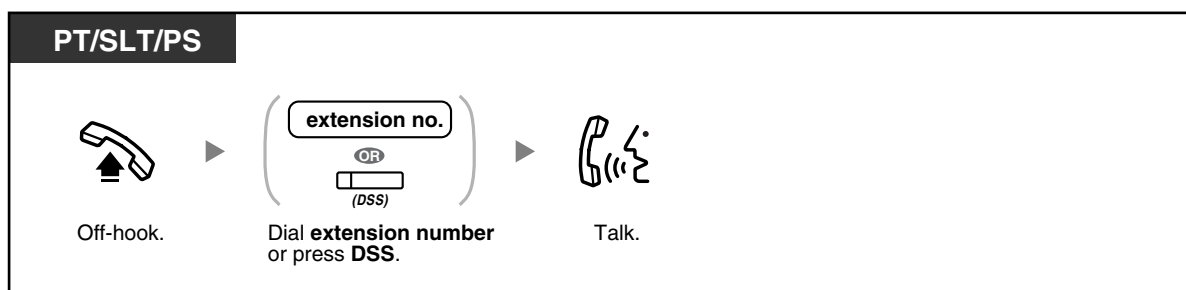 PT/SLT/PS
extension no.
OR
(DSS)
Off-hook.
Dial extension number
or press DSS.
Talk.